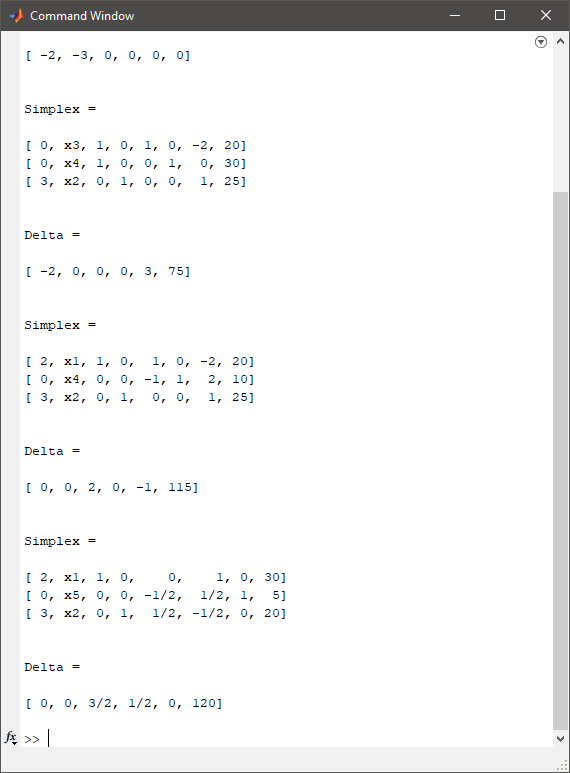 Command Window
[ -2, -3, 0, 0, 0, 0]
Simplex =
[ 0, x3, 1, 0, 1, 0, -2, 20]
[ 0, x4, 1, 0, 0, 1,  0, 30]
[ 3, x2, 0, 1, 0, 0,  1, 25]
Delta =
[ -2, 0, 0, 0, 3, 75]
Simplex =
[ 2, x1, 1, 0,  1, 0, -2, 20]
[ 0, x4, 0, 0, -1, 1,  2, 10]
[ 3, x2, 0, 1,  0, 0,  1, 25]
Delta =
[ 0, 0, 2, 0, -1, 115]
Simplex =
[ 2, x1, 1, 0,    0,    1, 0, 30]
[ 0, x5, 0, 0, -1/2,  1/2, 1,  5]
[ 3, x2, 0, 1,  1/2, -1/2, 0, 20]
Delta =
[ 0, 0, 3/2, 1/2, 0, 120]
fx >>